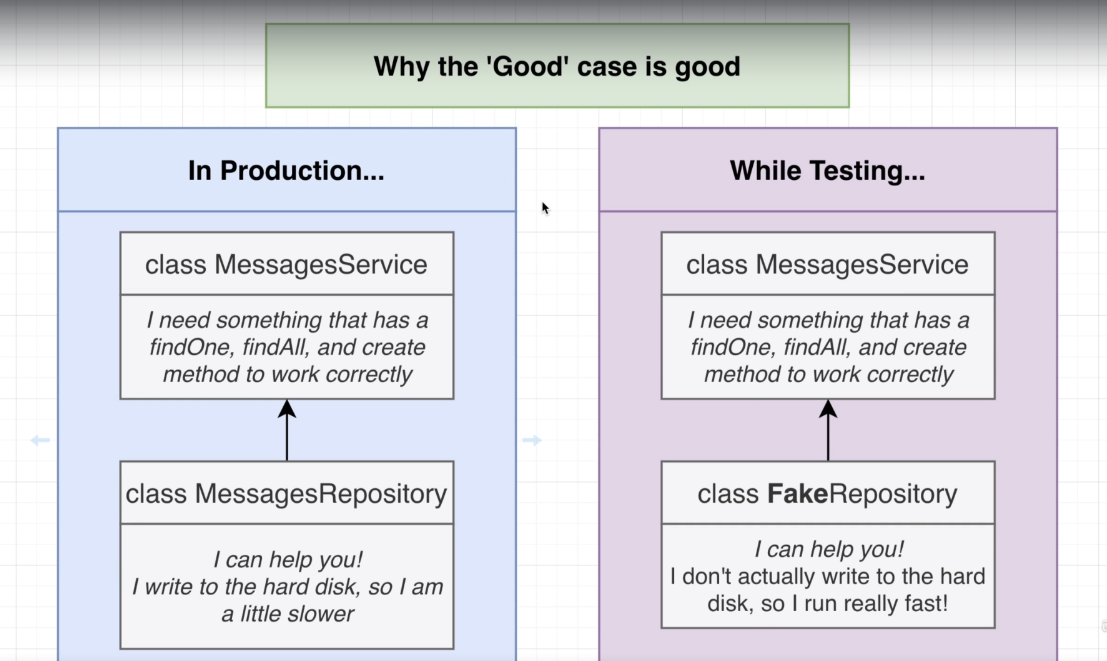 Why the 'Good' case is good
In Production...
class MessagesService
I need something that has a
findOne, findAll, and create
method to work correctly
class MessagesRepository
I can help you!
I write to the hard disk, so I am
a little slower
While Testing...
class MessagesService
I need something that has a
findOne, findAll, and create
method to work correctly
class FakeRepository
I can help you!
I don't actually write to the hard
disk, so I run really fast!